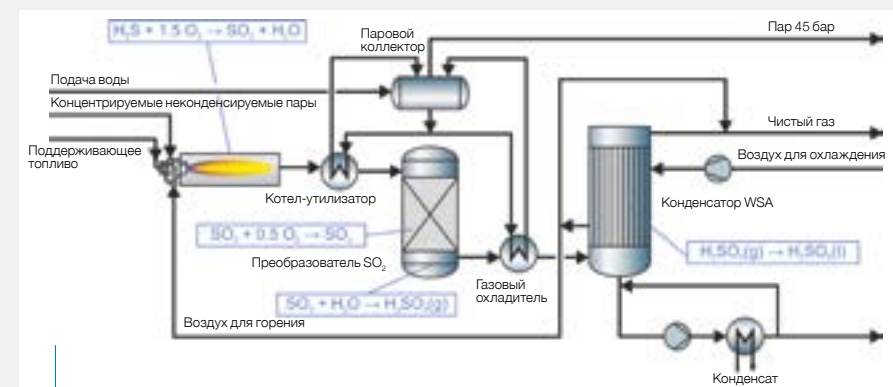 H₂S + 1.5 O₂ → SO₂ + H₂O
Паровой
коллектор
Пар 45 бар
Подача воды
Концентрируемые неконденсируемые пары
Поддерживающее
топливо
Чистый газ
Воздух для охлаждения
Котел-утилизатор
Конденсатор WSA
SO₂ + 0.5 O₂ → SO₃
H₂SO₄(g) → H₂SO₄(l)
Преобразователь SO₂
Газовый
охладитель
SO₃ + H₂O → H₂SO₄(g)
Воздух для горения
Конденсат